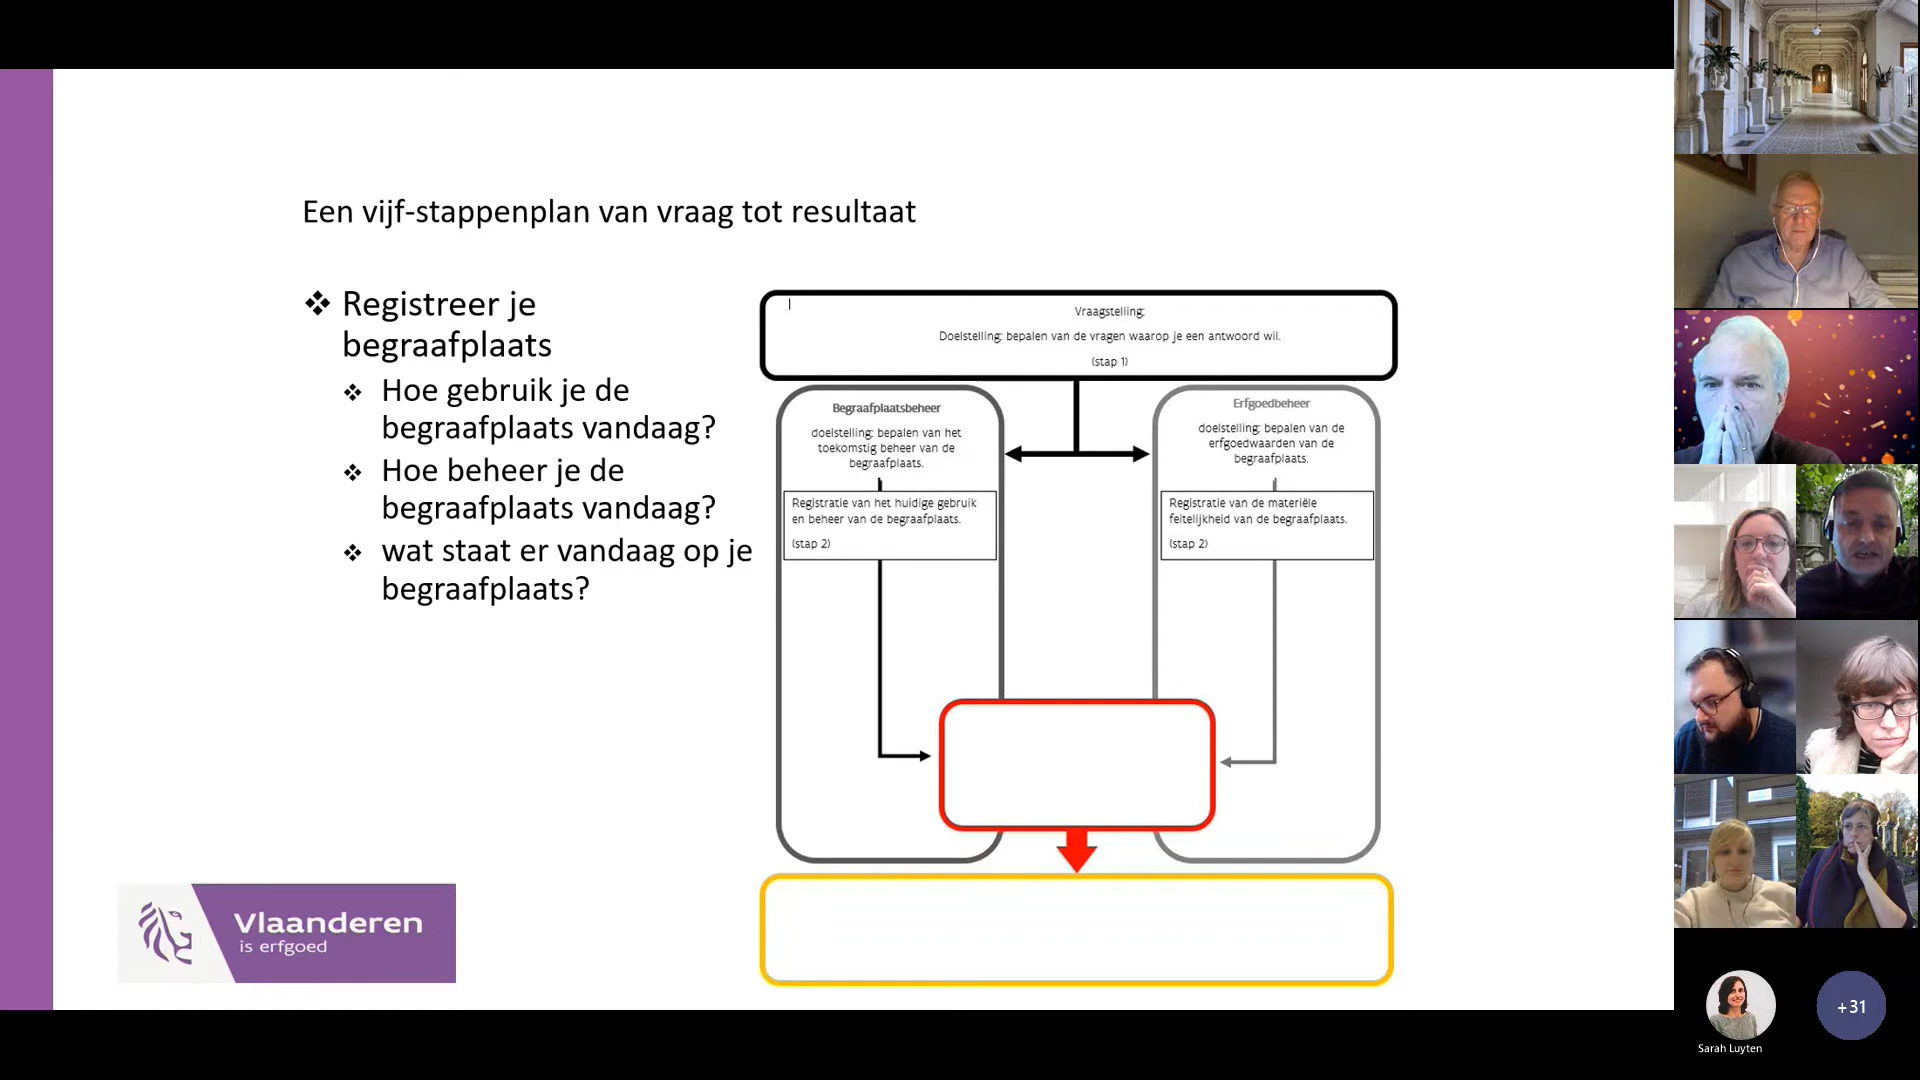 Een vijf-stappenplan van vraag tot resultaat
Registreer je
begraafplaats
Hoe gebruik je de
begraafplaats vandaag?
Hoe beheer je de
begraafplaats vandaag?
wat staat er vandaag op je
begraafplaats?
Vraagstelling:
Doelstelling: bepalen van de vragen waarop je een antwoord wil.
(stap 1)
Begraafplaatsbeheer
doelstelling: bepalen van het
toekomstig beheer van de
begraafplaats.
Registratie van het huidige gebruik
en beheer van de begraafplaats.
(stap 2)
Erfgoedbeheer
doelstelling: bepalen van de
erfgoedwaarden van de
begraafplaats.
Registratie van de materiële
feitelijkheid van de begraafplaats.
(stap 2)
Vlaanderen
is erfgoed
+31
Sarah Luyten